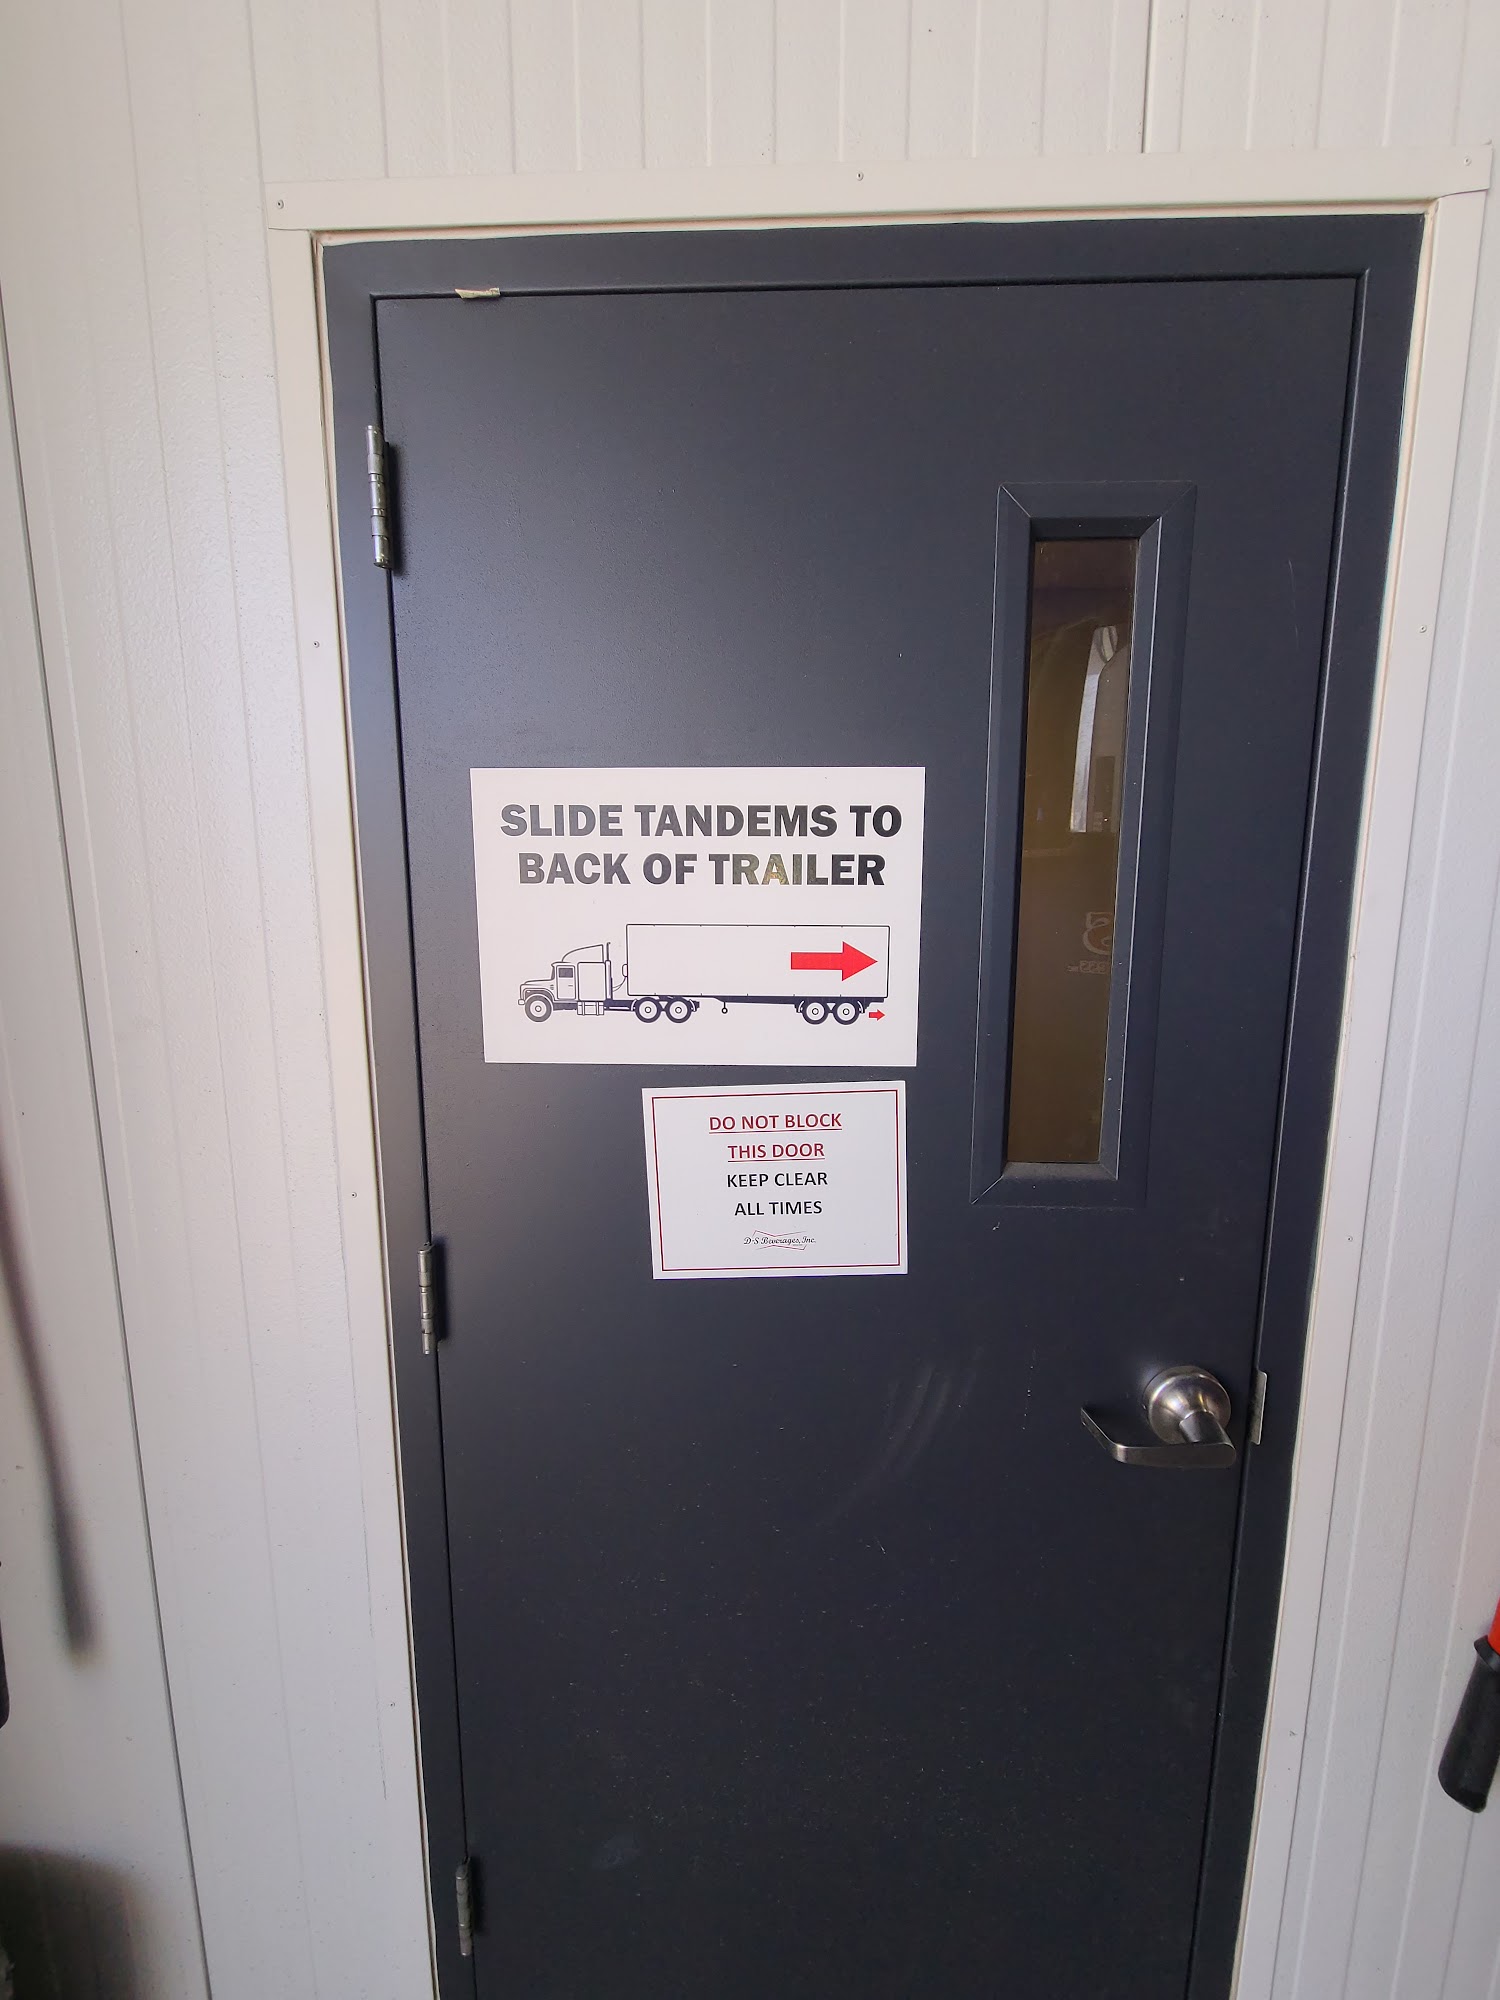 SLIDE TANDEMS TO
BACK OF TRAILER
DO NOT BLOCK
THIS DOOR
KEEP CLEAR
ALL TIMES
D-S Beverages, Inc.